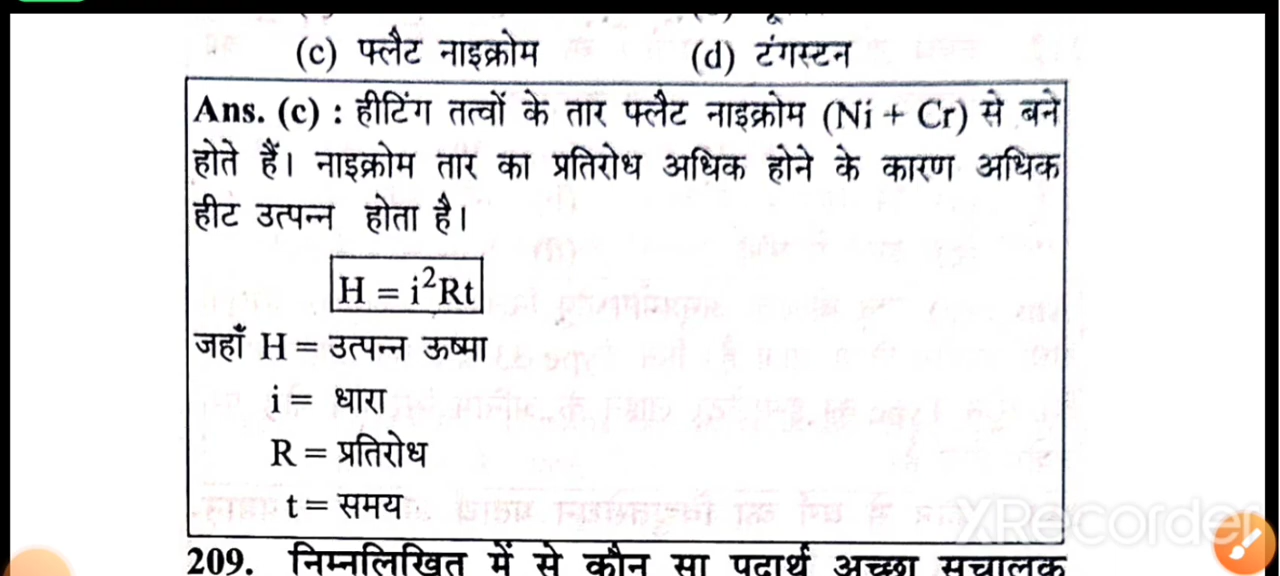 (c) फ्लैट नाइक्रोम (d) टंगस्टन
Ans. (c) : हीटिंग तत्वों के तार फ्लैट नाइक्रोम (Ni + Cr) से बने
होते हैं। नाइक्रोम तार का प्रतिरोध अधिक होने के कारण अधिक
हीट उत्पन्न होता है।
H = i²Rt
जहाँ H = उत्पन्न ऊष्मा
i = धारा
R = प्रतिरोध
t = समय
XRecorder
209. निम्नलिखित में से कौन सा पदार्थ अच्छा सुचालक